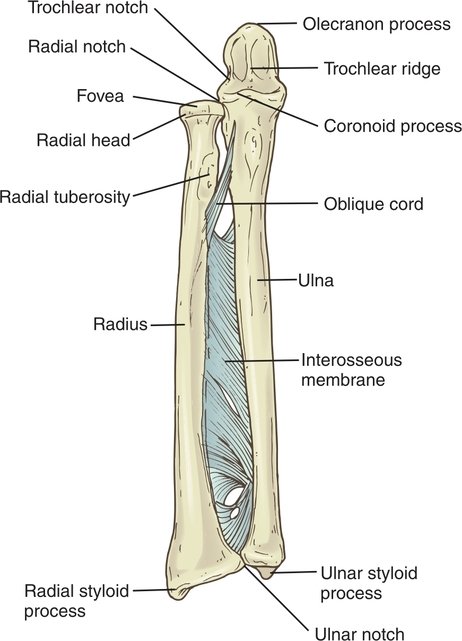 Trochlear notch
Olecranon process
Radial notch
Trochlear ridge
Fovea
Coronoid process
Radial head
Radial tuberosity
Oblique cord
Ulna
Radius
Interosseous
membrane
Radial styloid
process
Ulnar styloid
process
Ulnar notch